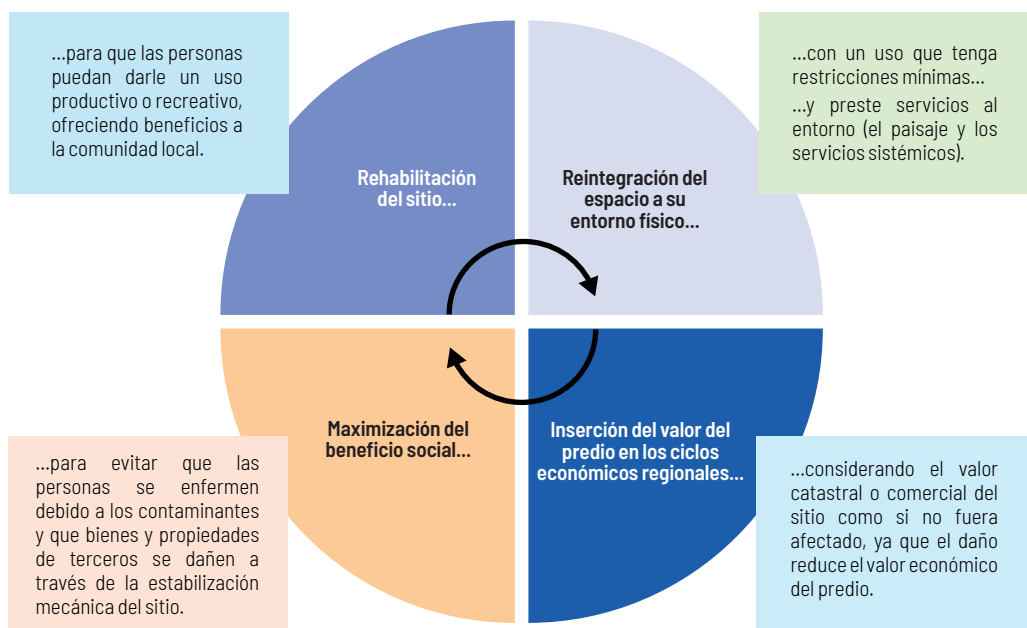 ...para que las personas
puedan darle un uso
productivo o recreativo,
ofreciendo beneficios a
la comunidad local.
Rehabilitación
del sitio...
Reintegración del
espacio a su
entorno físico...
...con un uso que tenga
restricciones mínimas...
...y preste servicios al
entorno (el paisaje y los
servicios sistémicos).
...para evitar que las
personas se enfermen
debido a los contaminantes
y que bienes y propiedades
de terceros se dañen a
través de la estabilización
mecánica del sitio.
Maximización del
beneficio social...
Inserción del valor del
predio en los ciclos
económicos regionales...
...considerando el valor
catastral o comercial del
sitio como si no fuera
afectado, ya que el daño
reduce el valor económico
del predio.